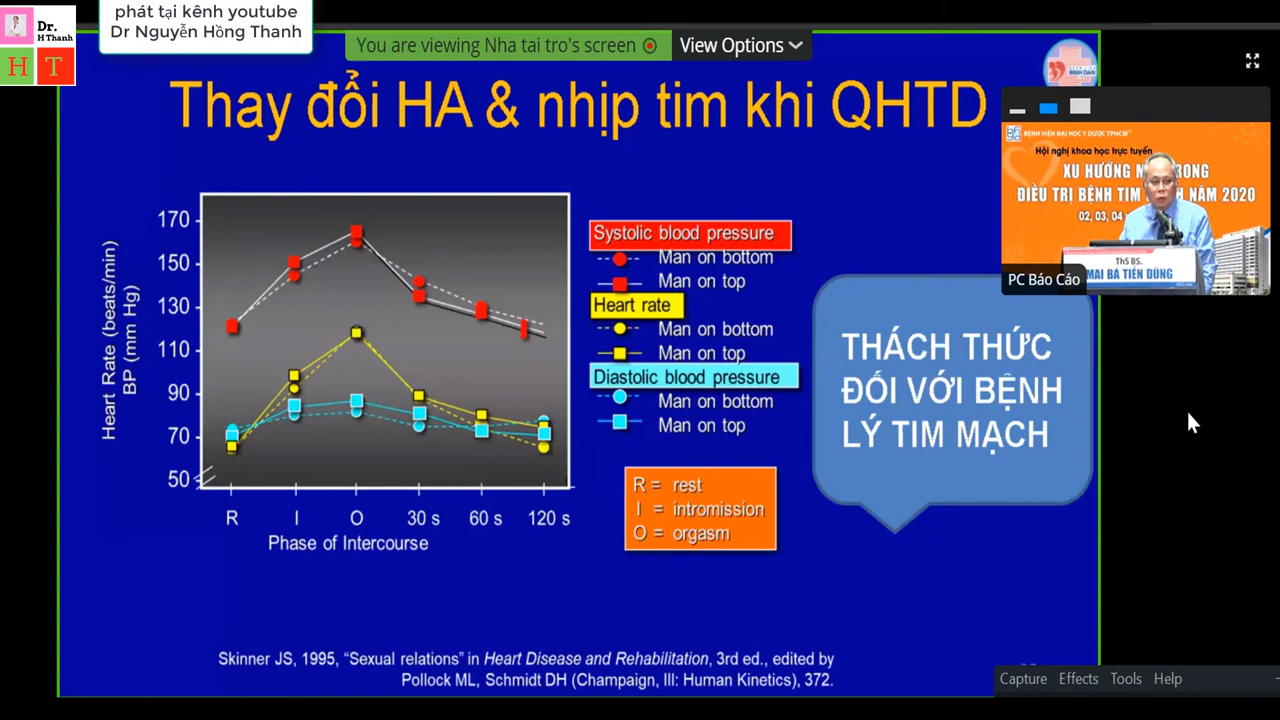 phát tại kênh youtube
Dr Nguyễn Hồng Thanh
Dr.
H Thanh
H T
You are viewing Nha tai tro's screen
View Options
Thay đổi HA & nhịp tim khi QHTD
BINH DAN
BỆNH VIỆN ĐẠI HỌC Y DƯỢC TPHCM
Hội nghị khoa học trực tuyến
XU HƯỚNG M TRONG
ĐIỀU TRỊ BỆNH TIM NĂM 2020
02, 03, 04
ThS BS.
MAI BÁ TIẾN DŨNG
PC Báo Cáo
Heart Rate (beats/min)
BP (mm Hg)
170
150
130
110
90
70
50
R I O 30 s 60 s 120 s
Phase of Intercourse
Systolic blood pressure
Man on bottom
Man on top
Heart rate
Man on bottom
Man on top
Diastolic blood pressure
Man on bottom
Man on top
R = rest
I = intromission
O = orgasm
THÁCH THỨC
ĐỐI VỚI BỆNH
LÝ TIM MẠCH
Skinner JS, 1995, “Sexual relations” in Heart Disease and Rehabilitation, 3rd ed., edited by
Pollock ML, Schmidt DH (Champaign, Ill: Human Kinetics), 372.
Capture Effects Tools Help